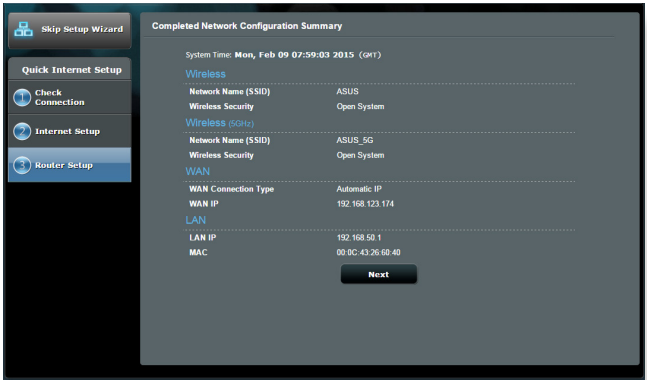 Skip Setup Wizard
Quick Internet Setup
1 Check Connection
2 Internet Setup
3 Router Setup
Completed Network Configuration Summary
System Time: Mon, Feb 09 07:59:03 2015 (GMT)
Wireless
Network Name (SSID) ASUS
Wireless Security Open System
Wireless (5GHz)
Network Name (SSID) ASUS_5G
Wireless Security Open System
WAN
WAN Connection Type Automatic IP
WAN IP 192.168.123.174
LAN
LAN IP 192.168.50.1
MAC 00:0C:43:26:60:40
Next